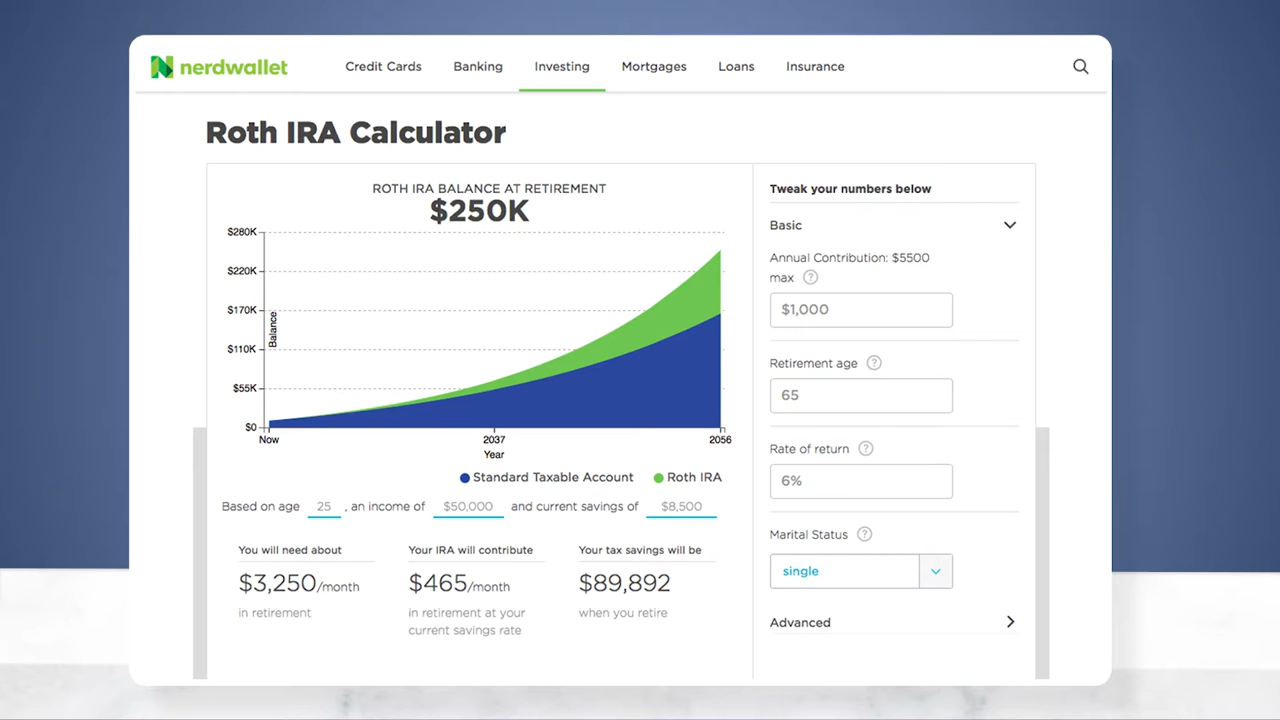 nerdwallet
Credit Cards
Banking
Investing
Mortgages
Loans
Insurance
Roth IRA Calculator
ROTH IRA BALANCE AT RETIREMENT
$250K
$280K
$220K
$170K
$110K
$55K
$0
Balance
Now
2037
2056
Year
Standard Taxable Account
Roth IRA
Based on age 25 , an income of $50,000 and current savings of $8,500
You will need about
$3,250/month
in retirement
Your IRA will contribute
$465/month
in retirement at your
current savings rate
Your tax savings will be
$89,892
when you retire
Tweak your numbers below
Basic
Annual Contribution: $5500
max ?
$1,000
Retirement age ?
65
Rate of return ?
6%
Marital Status ?
single
Advanced